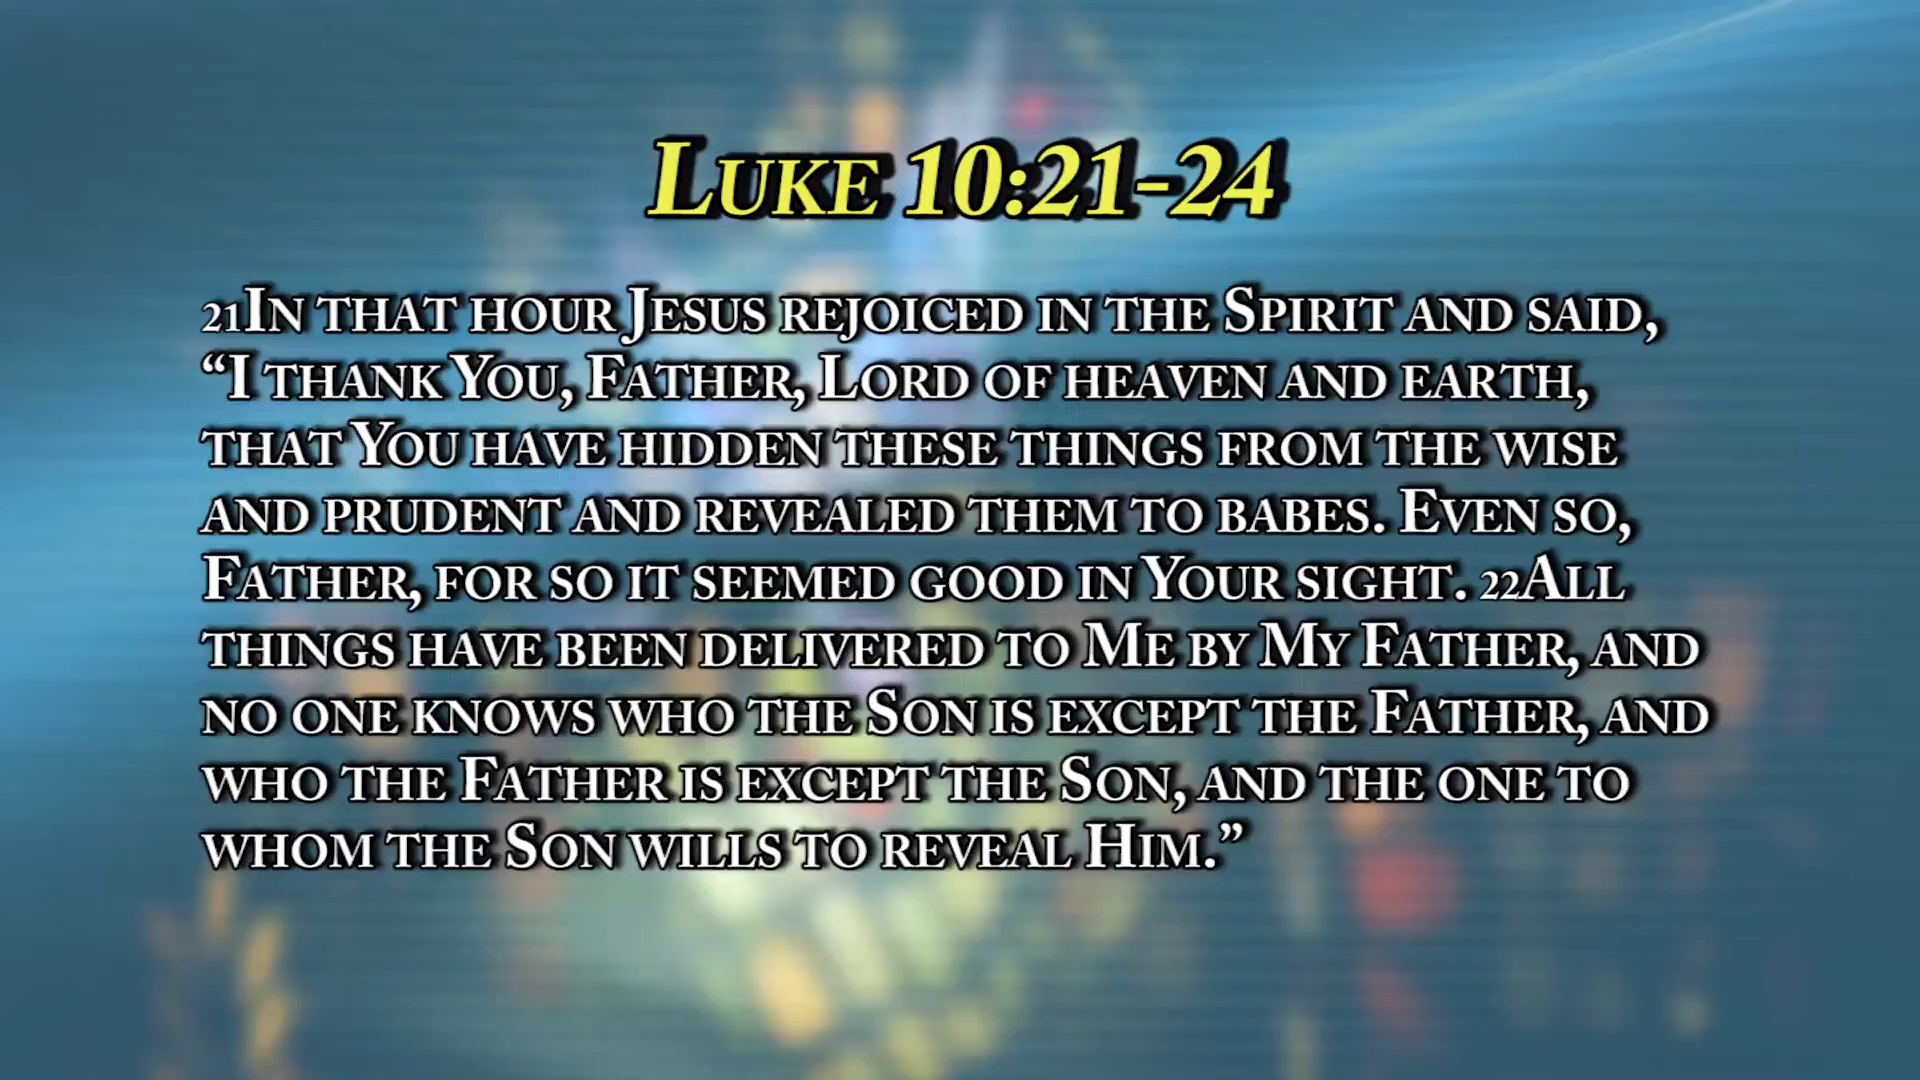 Luke 10:21-24
21In that hour Jesus rejoiced in the Spirit and said,
“I thank You, Father, Lord of heaven and earth,
that You have hidden these things from the wise
and prudent and revealed them to babes. Even so,
Father, for so it seemed good in Your sight. 22All
things have been delivered to Me by My Father, and
no one knows who the Son is except the Father, and
who the Father is except the Son, and the one to
whom the Son wills to reveal Him.”